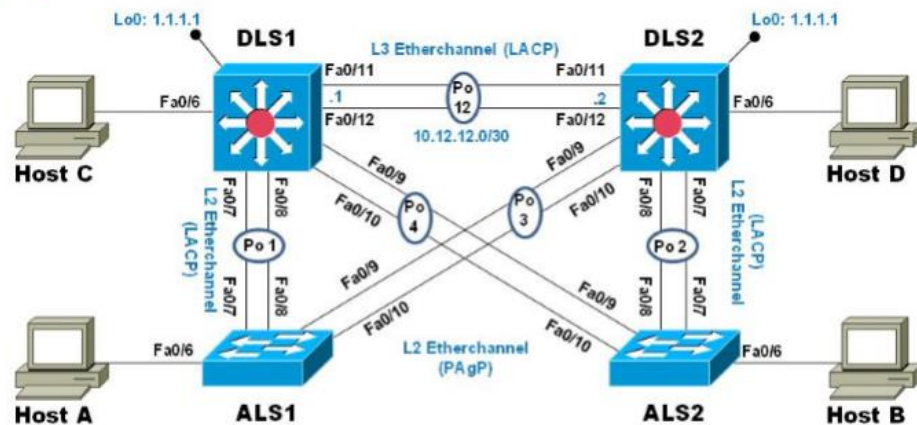 Lo0: 1.1.1.1
Lo0: 1.1.1.1
DLS1
L3 Etherchannel (LACP)
DLS2
Fa0/11
Fa0/11
Fa0/6
.1
Po
12
.2
Fa0/6
Fa0/12
Fa0/12
10.12.12.0/30
Host C
Host D
Fa0/9
Fa0/9
Fa0/7
Fa0/8
Fa0/10
Po
4
Po
3
Fa0/10
Fa0/8
Fa0/7
L2 Etherchannel
(LACP)
Po 1
Po 2
L2 Etherchannel
(LACP)
Fa0/7
Fa0/8
Fa0/9
Fa0/9
Fa0/8
Fa0/7
Fa0/10
Fa0/10
Fa0/6
L2 Etherchannel
(PAgP)
Fa0/6
Host A
ALS1
ALS2
Host B